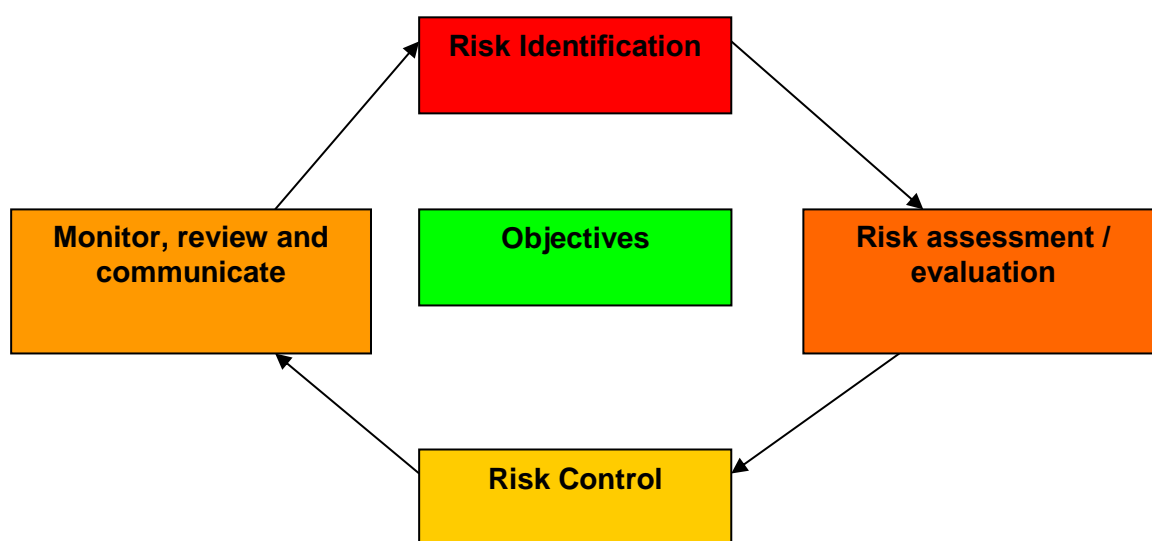 Risk Identification
Monitor, review and
communicate
Objectives
Risk assessment /
evaluation
Risk Control